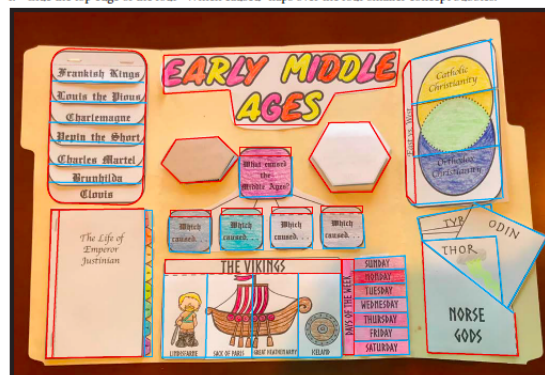 EARLY MIDDLE
AGES
Frankish Kings
Louis the Pious
Charlemagne
Pepin the Short
Charles Martel
Brunhilda
Clovis
What caused
the
Middle Ages?
Which
caused...
Which
caused...
Which
caused...
Which
caused...
East vs. West
Catholic
Christianity
Orthodox
Christianity
The Life of
Emperor
Justinian
THE VIKINGS
LINDISFARNE
SACK OF PARIS
GREAT HEATHEN ARMY
ICELAND
DAYS OF THE WEEK
SUNDAY
MONDAY
TUESDAY
WEDNESDAY
THURSDAY
FRIDAY
SATURDAY
TYR
ODIN
THOR
NORSE
GODS